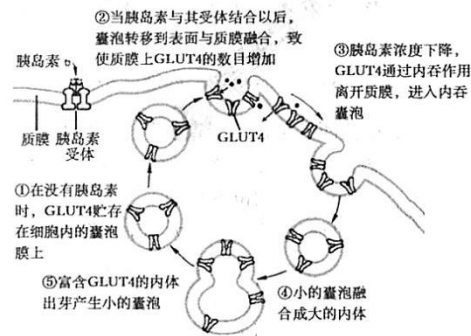 ②当胰岛素与其受体结合以后，
囊泡转移到表面与质膜融合，致
使质膜上GLUT4的数目增加
胰岛素
③胰岛素浓度下降，
GLUT4通过内吞作用
离开质膜，进入内吞
囊泡
GLUT4
质膜
胰岛素
受体
①在没有胰岛素
时，GLUT4贮存
在细胞内的囊泡
膜上
⑤富含GLUT4的内体
出芽产生小的囊泡
④小的囊泡融
合成大的内体